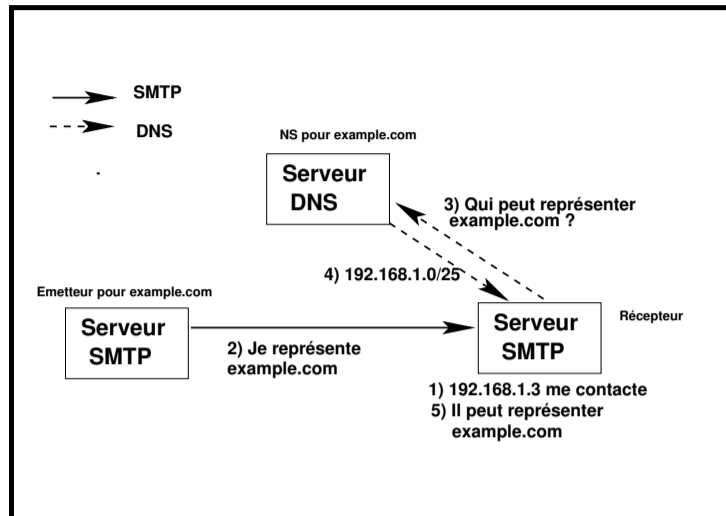 SMTP
DNS
NS pour example.com
Serveur
DNS
3) Qui peut représenter
example.com ?
4) 192.168.1.0/25
Emetteur pour example.com
Serveur
SMTP
2) Je représente
example.com
Serveur
SMTP
Récepteur
1) 192.168.1.3 me contacte
5) Il peut représenter
example.com